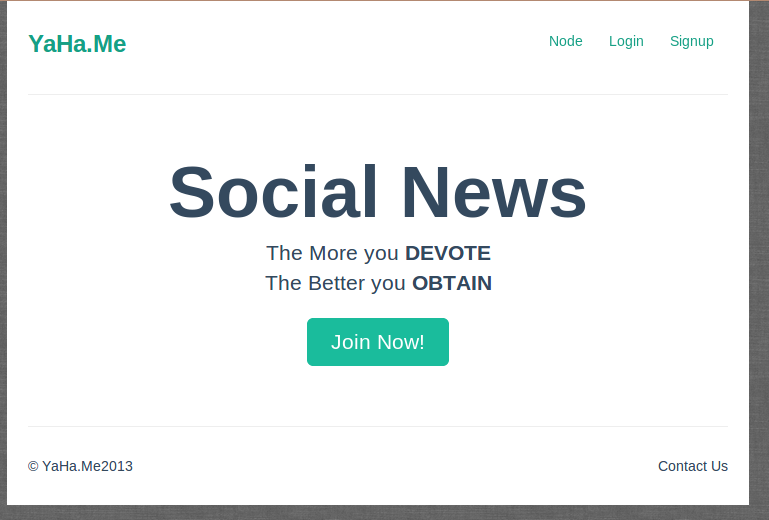 YaHa.Me
Node Login Signup
Social News
The More you DEVOTE
The Better you OBTAIN
Join Now!
© YaHa.Me2013
Contact Us